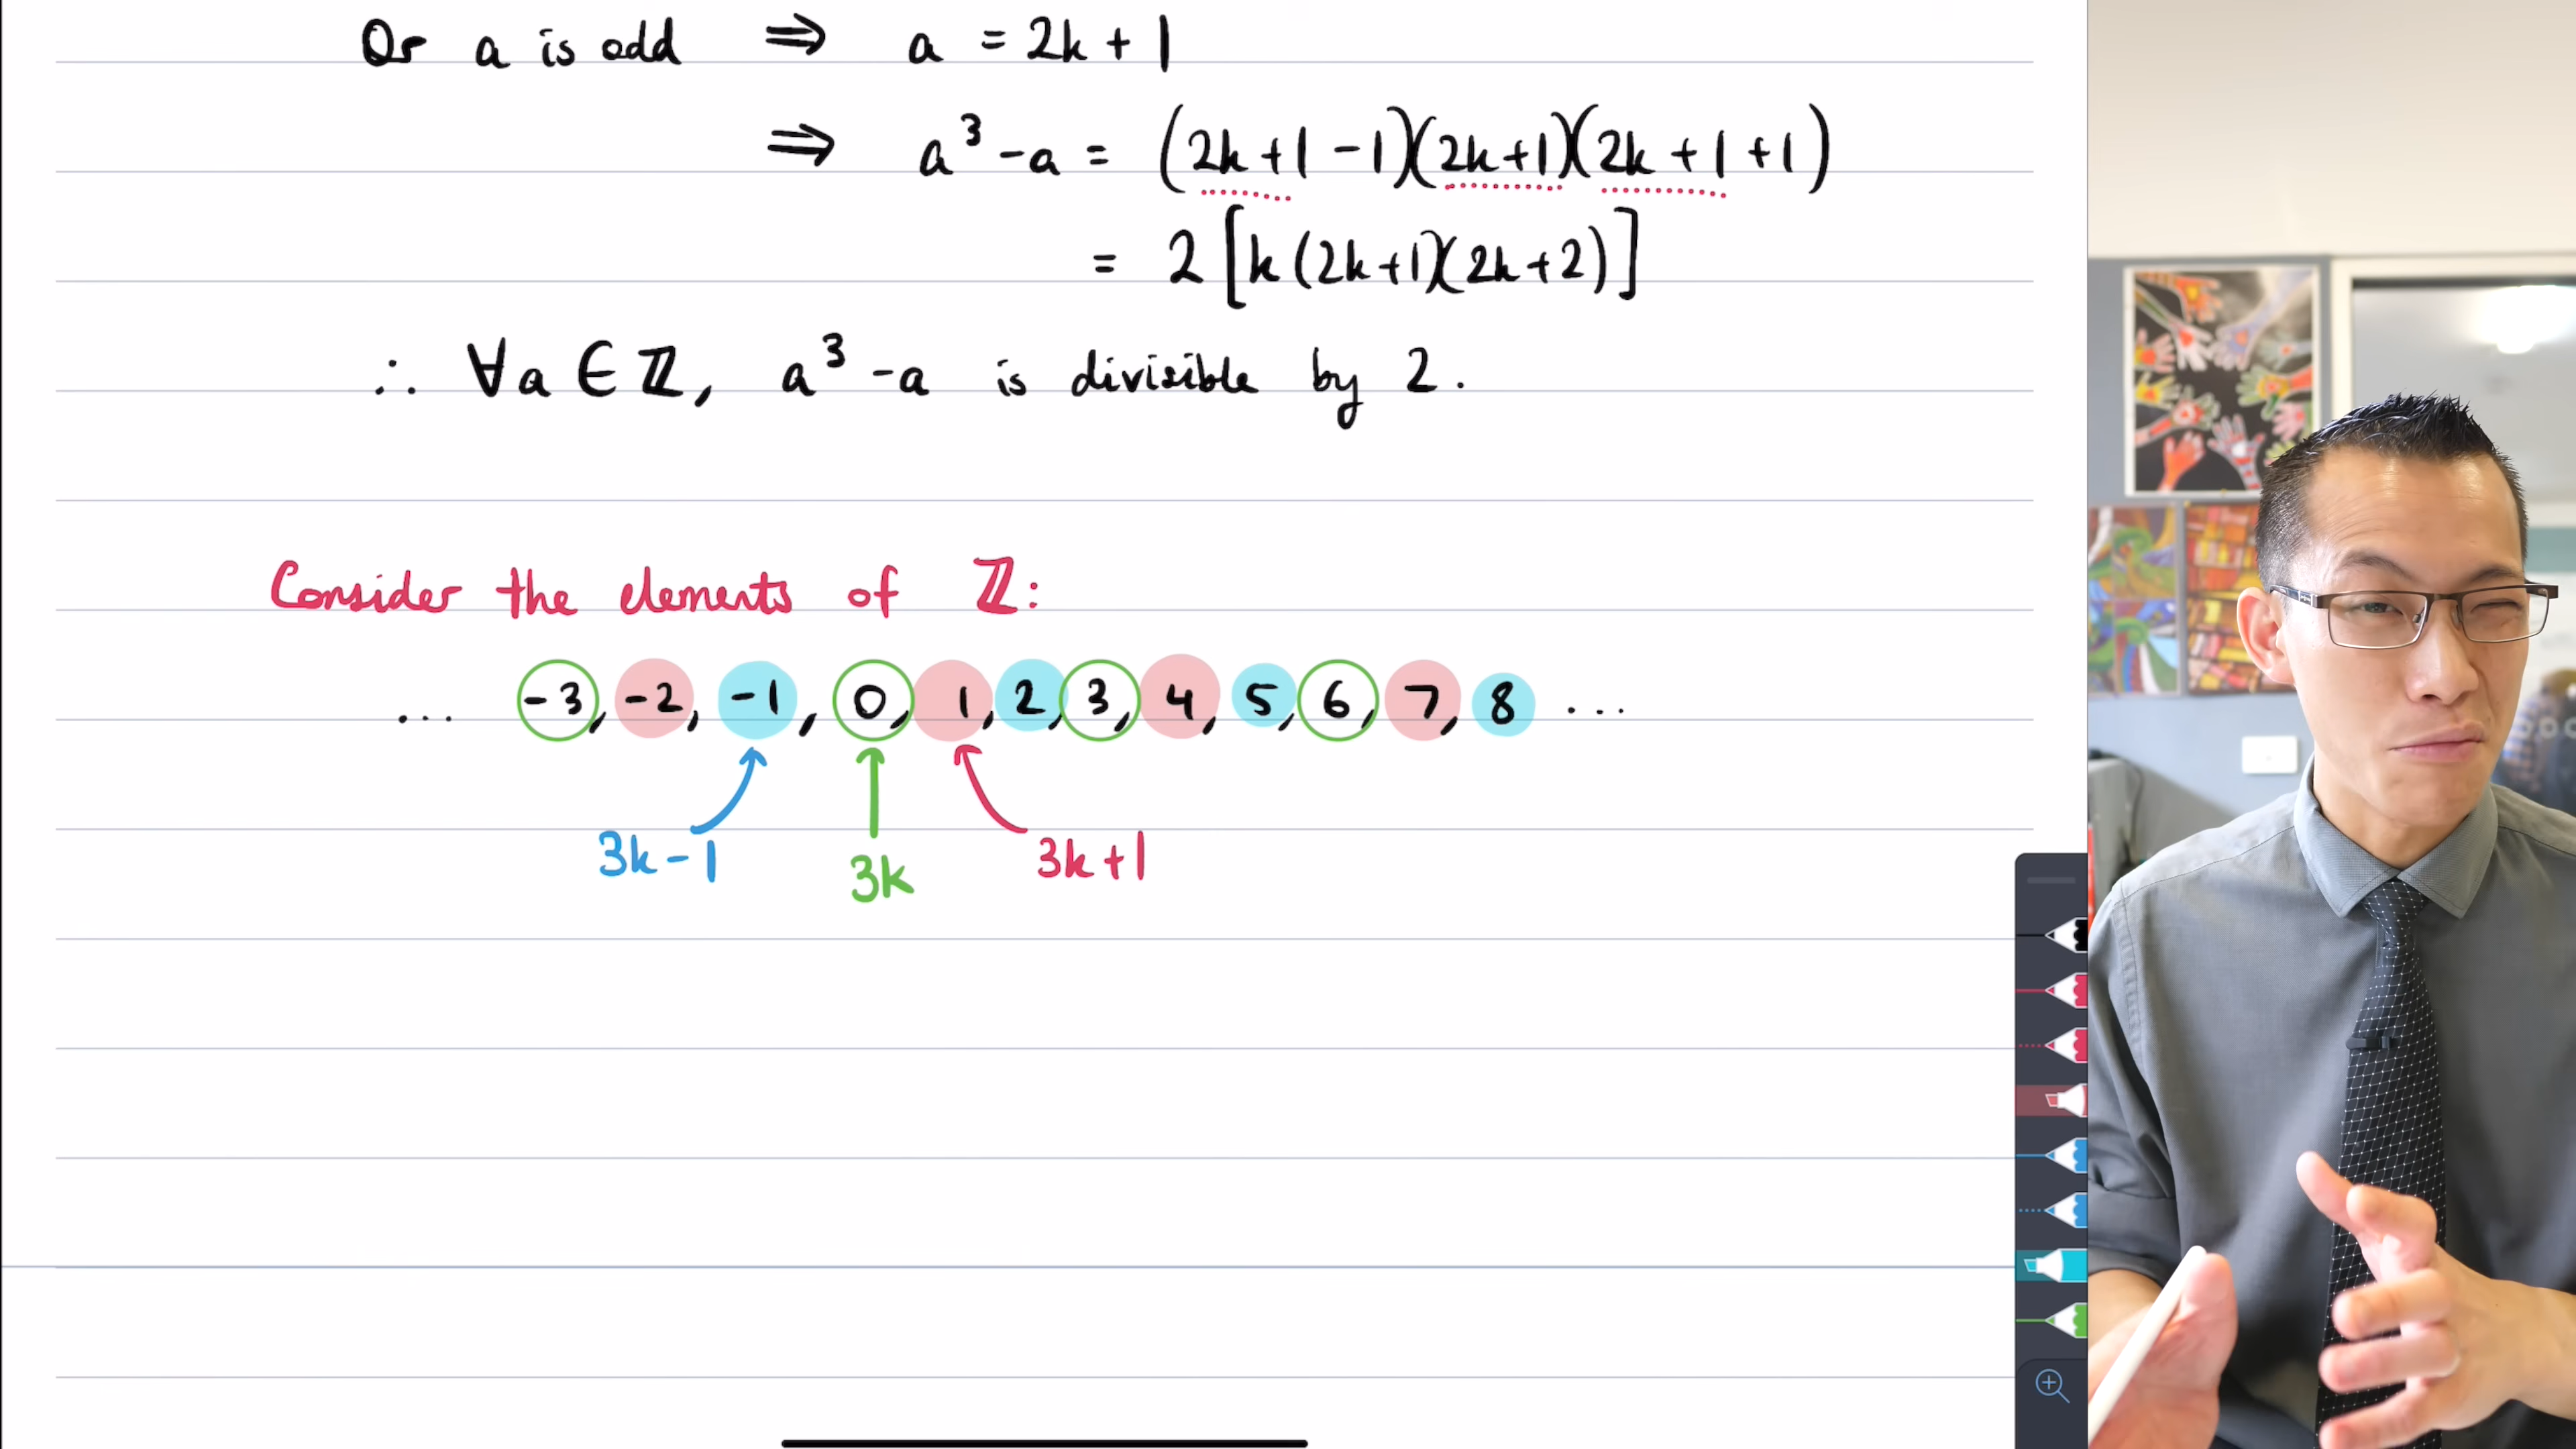 Or a is odd ⇒ a = 2k + 1
⇒ a³ - a = (2k+1-1)(2k+1)(2k+1+1)
= 2[k(2k+1)(2k+2)]
∴ ∀a ∈ ℤ, a³ - a is divisible by 2.
Consider the elements of ℤ:
... -3, -2, -1, 0, 1, 2, 3, 4, 5, 6, 7, 8 ...
3k-1 3k 3k+1